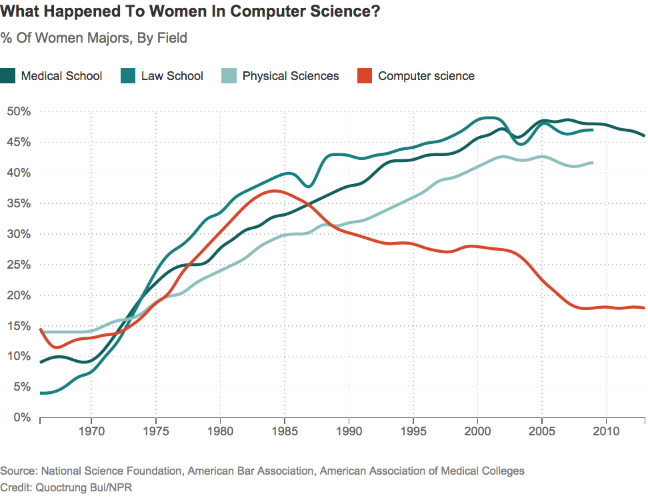 What Happened To Women In Computer Science?
% Of Women Majors, By Field
Medical School Law School Physical Sciences Computer science
50%
45%
40%
35%
30%
25%
20%
15%
10%
5%
0%
1970 1975 1980 1985 1990 1995 2000 2005 2010
Source: National Science Foundation, American Bar Association, American Association of Medical Colleges
Credit: Quoctrung Bui/NPR